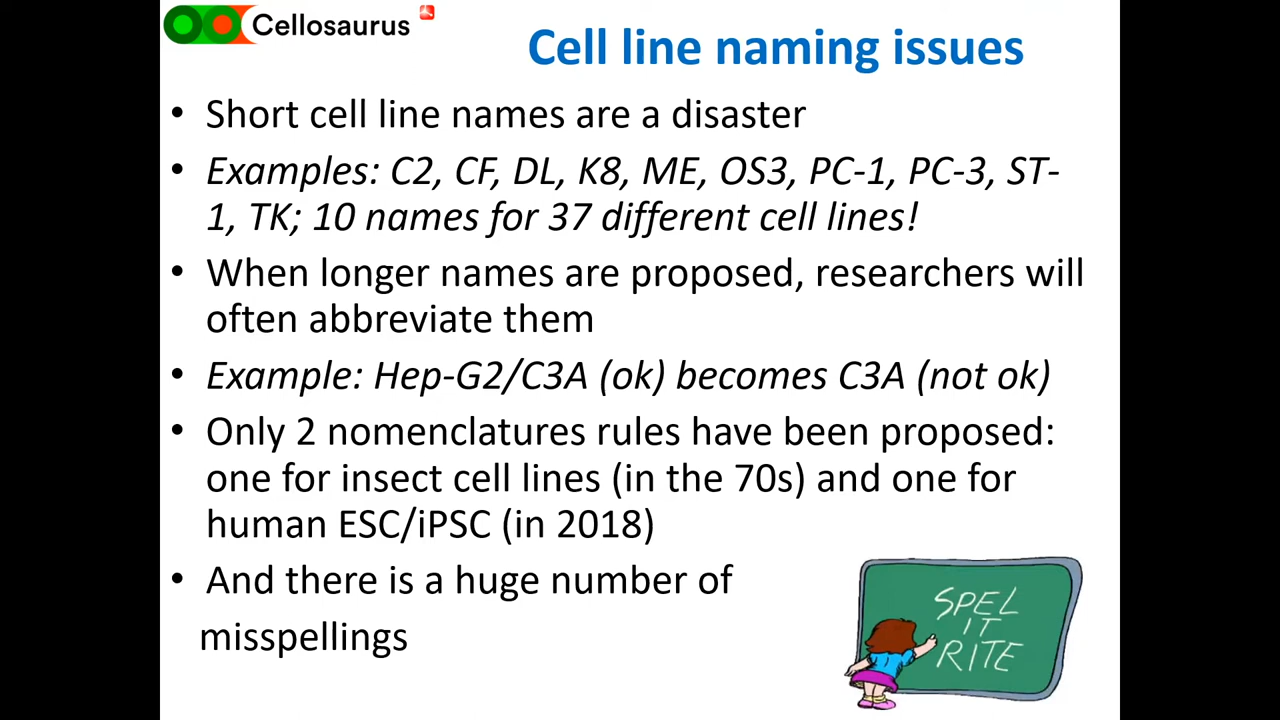 Cellosaurus
Cell line naming issues
• Short cell line names are a disaster
• Examples: C2, CF, DL, K8, ME, OS3, PC-1, PC-3, ST-
1, TK; 10 names for 37 different cell lines!
• When longer names are proposed, researchers will
often abbreviate them
• Example: Hep-G2/C3A (ok) becomes C3A (not ok)
• Only 2 nomenclatures rules have been proposed:
one for insect cell lines (in the 70s) and one for
human ESC/iPSC (in 2018)
• And there is a huge number of
misspellings
SPEL
IT
RITE